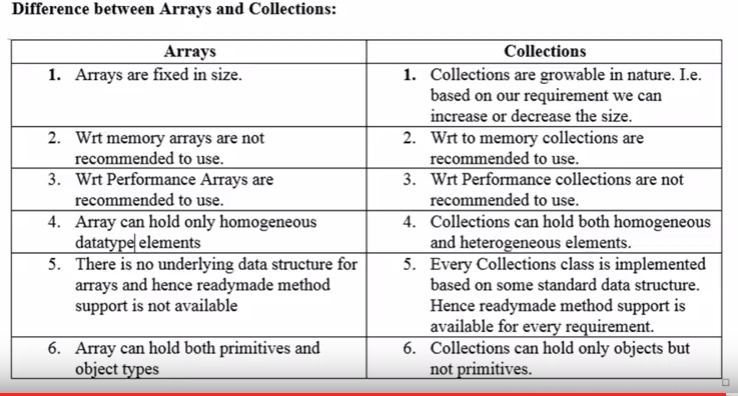 Difference between Arrays and Collections:
Arrays
Collections
1. Arrays are fixed in size.
1. Collections are growable in nature. I.e.
based on our requirement we can
increase or decrease the size.
2. Wrt memory arrays are not
recommended to use.
2. Wrt to memory collections are
recommended to use.
3. Wrt Performance Arrays are
recommended to use.
3. Wrt Performance collections are not
recommended to use.
4. Array can hold only homogeneous
datatype elements
4. Collections can hold both homogeneous
and heterogeneous elements.
5. There is no underlying data structure for
arrays and hence readymade method
support is not available
5. Every Collections class is implemented
based on some standard data structure.
Hence readymade method support is
available for every requirement.
6. Array can hold both primitives and
object types
6. Collections can hold only objects but
not primitives.